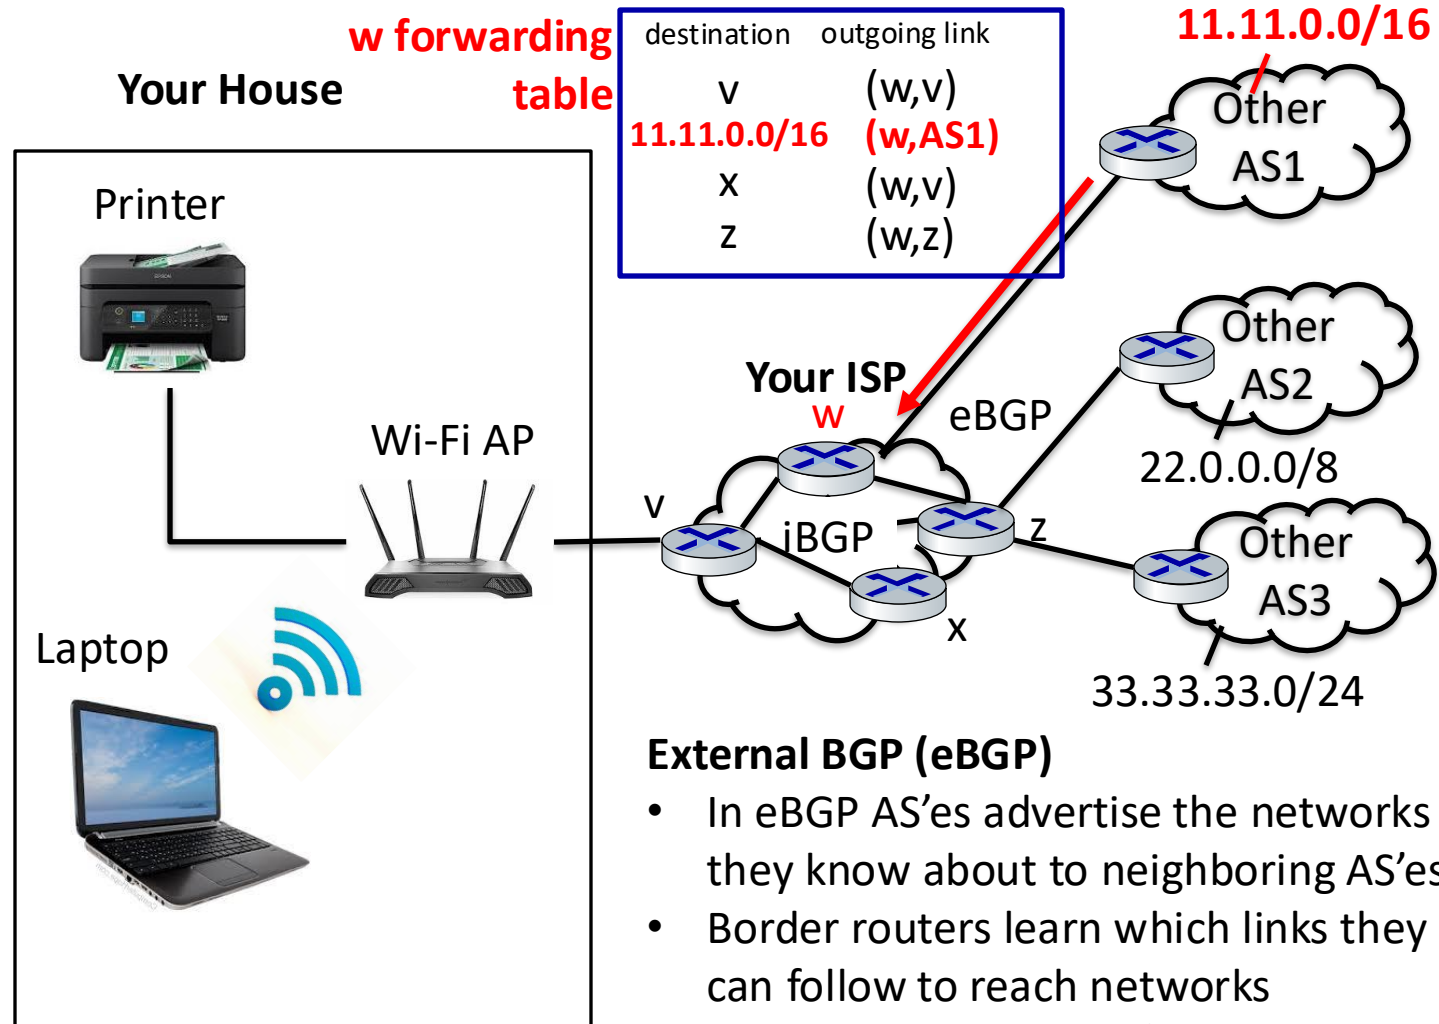 w forwarding
table
destination outgoing link
v (w,v)
11.11.0.0/16 (w,AS1)
x (w,v)
z (w,z)
11.11.0.0/16
Other
AS1
Your House
Printer
Wi-Fi AP
Laptop
Your ISP
w
v
iBGP
z
x
eBGP
Other
AS2
22.0.0.0/8
Other
AS3
33.33.33.0/24
External BGP (eBGP)
• In eBGP AS’es advertise the networks
they know about to neighboring AS’es
• Border routers learn which links they
can follow to reach networks